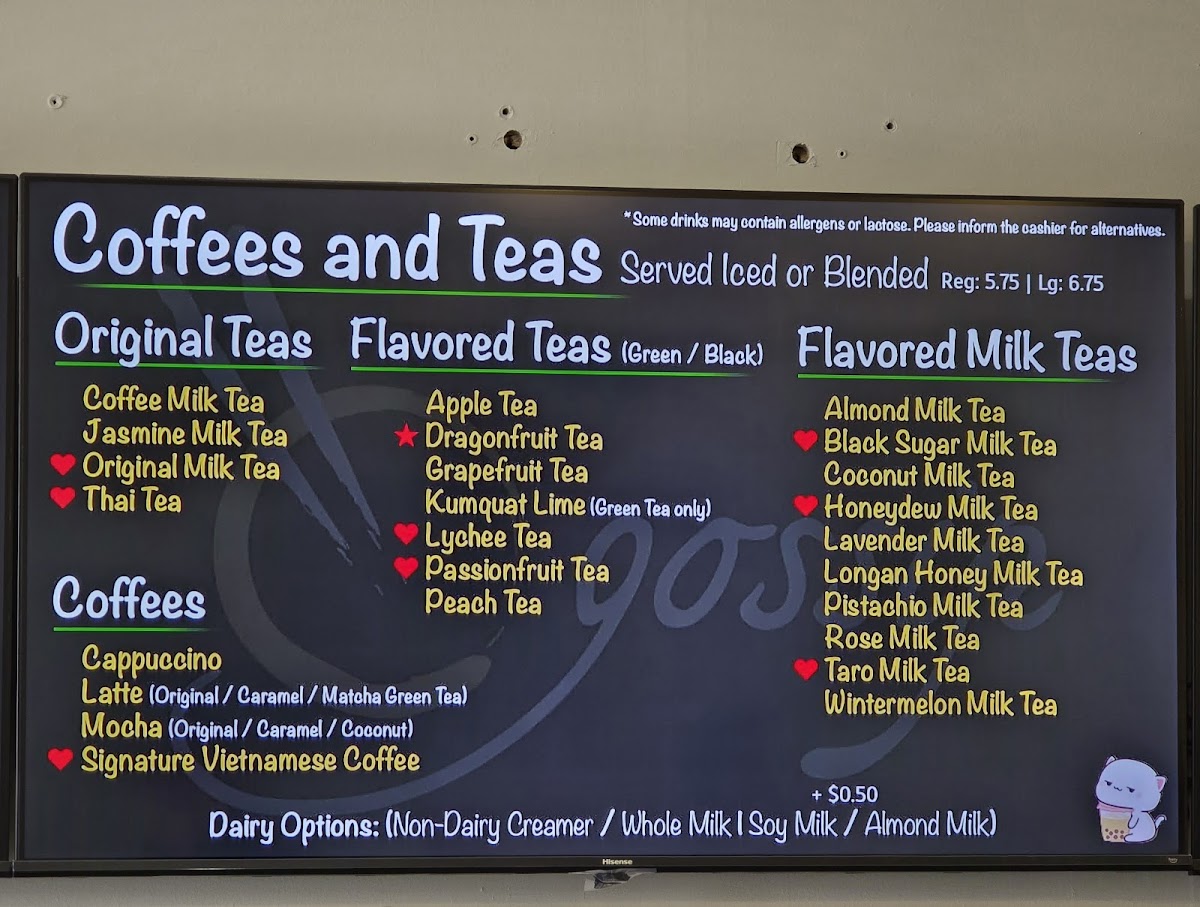 *Some drinks may contain allergens or lactose. Please inform the cashier for alternatives.
Coffees and Teas Served Iced or Blended Reg: 5.75 | Lg: 6.75
Original Teas
Coffee Milk Tea
Jasmine Milk Tea
Original Milk Tea
Thai Tea
Coffees
Cappuccino
Latte (Original / Caramel / Matcha Green Tea)
Mocha (Original / Caramel / Coconut)
Signature Vietnamese Coffee
Flavored Teas (Green / Black)
Apple Tea
Dragonfruit Tea
Grapefruit Tea
Kumquat Lime (Green Tea only)
Lychee Tea
Passionfruit Tea
Peach Tea
Flavored Milk Teas
Almond Milk Tea
Black Sugar Milk Tea
Coconut Milk Tea
Honeydew Milk Tea
Lavender Milk Tea
Longan Honey Milk Tea
Pistachio Milk Tea
Rose Milk Tea
Taro Milk Tea
Wintermelon Milk Tea
+ $0.50
Dairy Options: (Non-Dairy Creamer / Whole Milk | Soy Milk / Almond Milk)
Hisense